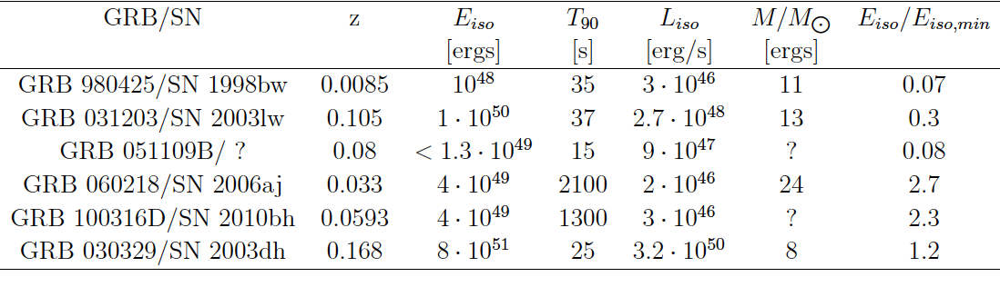 GRB/SN z E_iso T_90 L_iso M/M_⨀ E_iso/E_iso,min
[ergs] [s] [erg/s] [ergs]
GRB 980425/SN 1998bw 0.0085 10^48 35 3 · 10^46 11 0.07
GRB 031203/SN 2003lw 0.105 1 · 10^50 37 2.7 · 10^48 13 0.3
GRB 051109B/ ? 0.08 < 1.3 · 10^49 15 9 · 10^47 ? 0.08
GRB 060218/SN 2006aj 0.033 4 · 10^49 2100 2 · 10^46 24 2.7
GRB 100316D/SN 2010bh 0.0593 4 · 10^49 1300 3 · 10^46 ? 2.3
GRB 030329/SN 2003dh 0.168 8 · 10^51 25 3.2 · 10^50 8 1.2